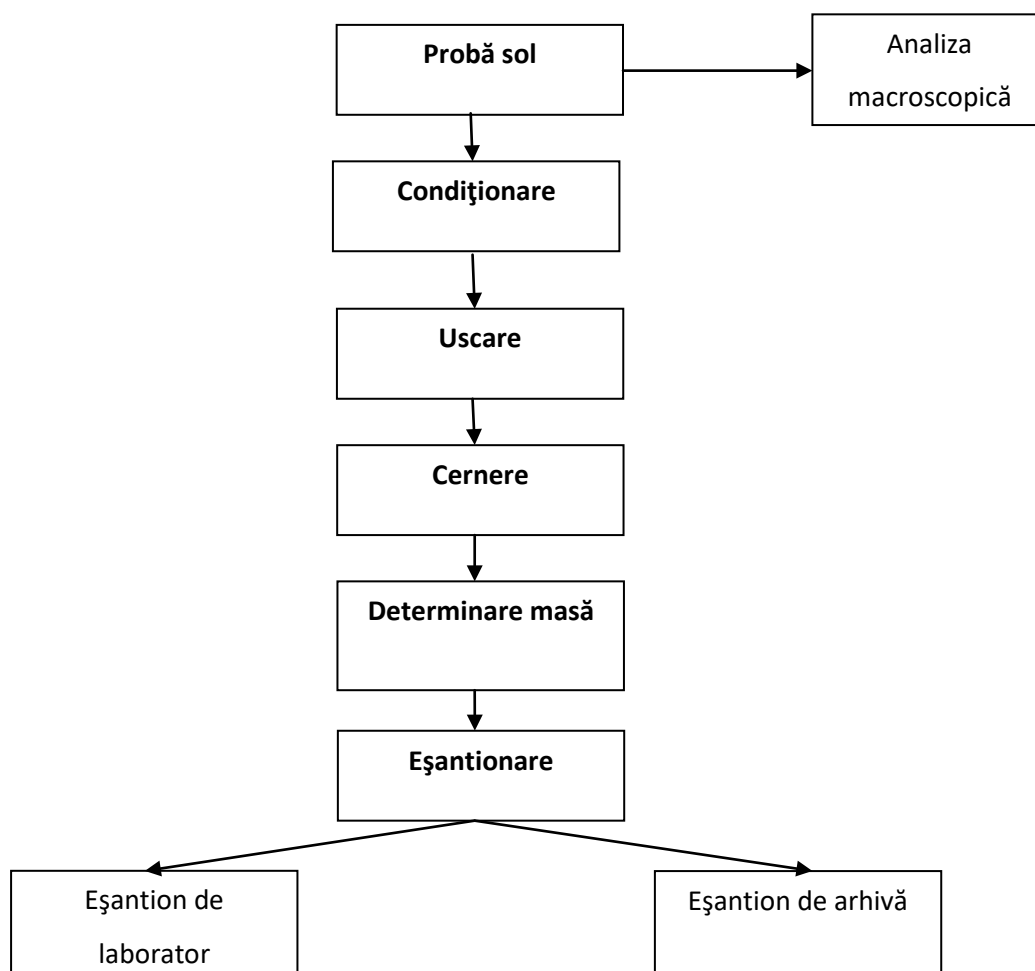 Probă sol
Analiza
macroscopică
Condiţionare
Uscare
Cernere
Determinare masă
Eşantionare
Eşantion de
laborator
Eşantion de arhivă